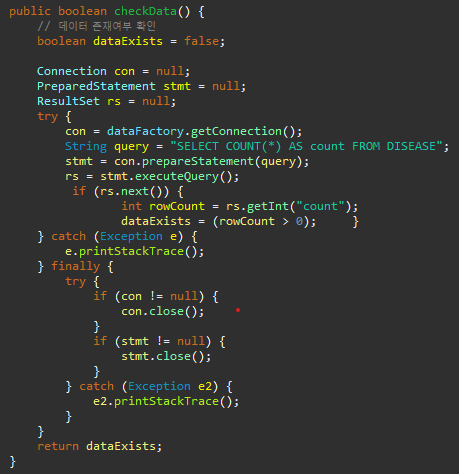 public boolean checkData() {
// 데이터 존재여부 확인
boolean dataExists = false;
Connection con = null;
PreparedStatement stmt = null;
ResultSet rs = null;
try {
con = dataFactory.getConnection();
String query = "SELECT COUNT(*) AS count FROM DISEASE";
stmt = con.prepareStatement(query);
rs = stmt.executeQuery();
if (rs.next()) {
int rowCount = rs.getInt("count");
dataExists = (rowCount > 0); }
} catch (Exception e) {
e.printStackTrace();
} finally {
try {
if (con != null) {
con.close();
}
if (stmt != null) {
stmt.close();
}
} catch (Exception e2) {
e2.printStackTrace();
}
}
return dataExists;
}